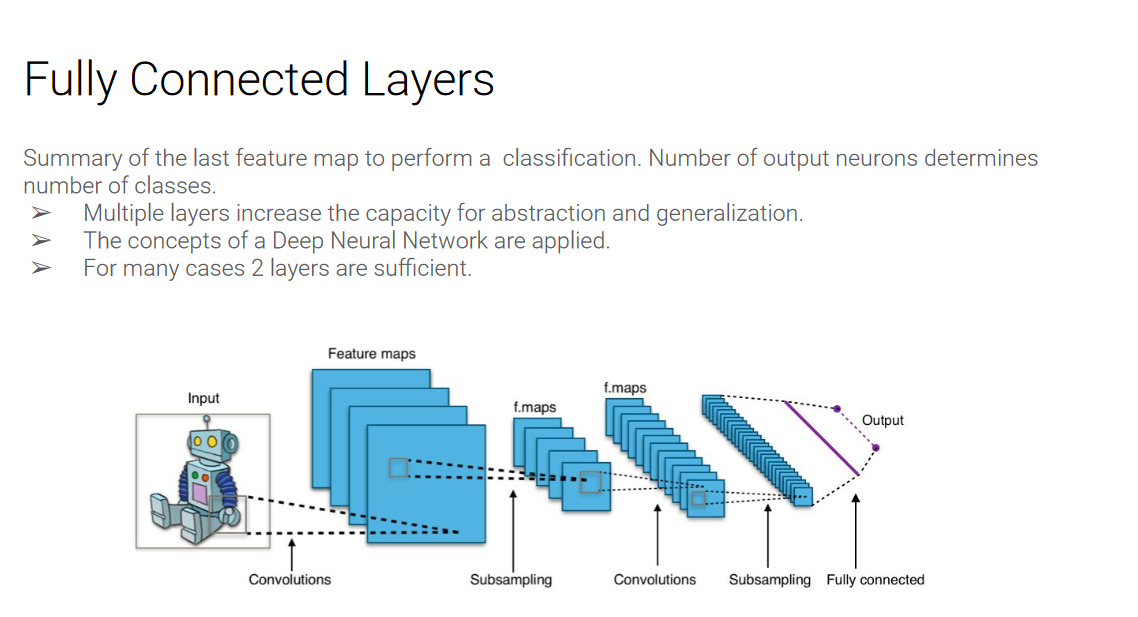 Fully Connected Layers
Summary of the last feature map to perform a  classification. Number of output neurons determines
number of classes.
➢ Multiple layers increase the capacity for abstraction and generalization.
➢ The concepts of a Deep Neural Network are applied.
➢ For many cases 2 layers are sufficient.
Feature maps
f.maps
Input
f.maps
Output
Convolutions
Subsampling
Convolutions
Subsampling
Fully connected